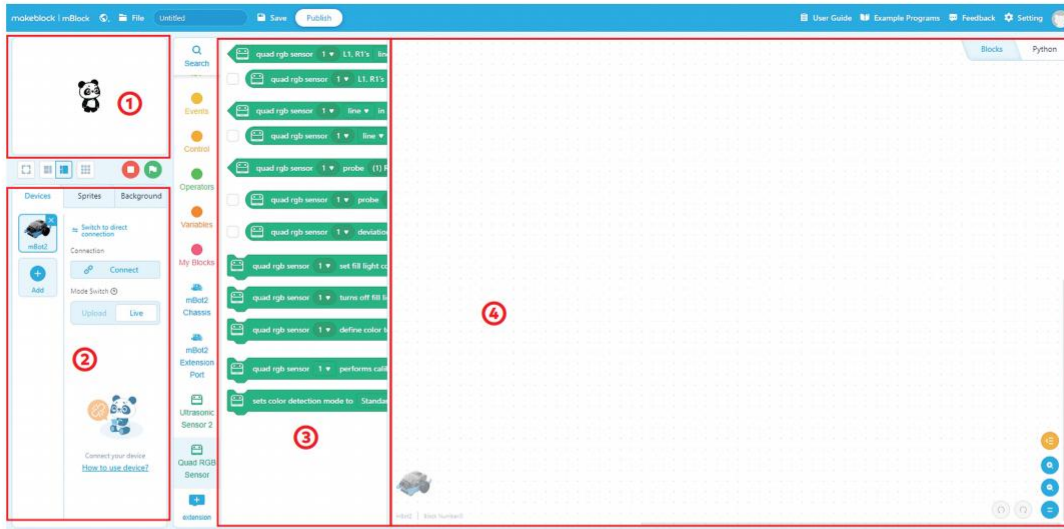 makeblock | mBlock File Untitled Save Publish User Guide Example Programs Feedback Setting
①
Devices Sprites Background
mBot2
Add
Switch to direct
connection
Connection
Connect
Mode Switch
Upload Live
②
Connect your device
How to use device?
Search
Events
Control
Operators
Variables
My Blocks
mBot2
Chassis
mBot2
Extension
Port
Ultrasonic
Sensor 2
Quad RGB
Sensor
extension
quad rgb sensor 1 L1, R1's
quad rgb sensor 1 L1, R1's
quad rgb sensor 1 line in
quad rgb sensor 1 line
quad rgb sensor 1 probe (1)
quad rgb sensor 1 probe
quad rgb sensor 1 deviation
quad rgb sensor 1 set fill light
quad rgb sensor 1 turns off fill
quad rgb sensor 1 define color
quad rgb sensor 1 performs
sets color detection mode to
③
Blocks Python
④